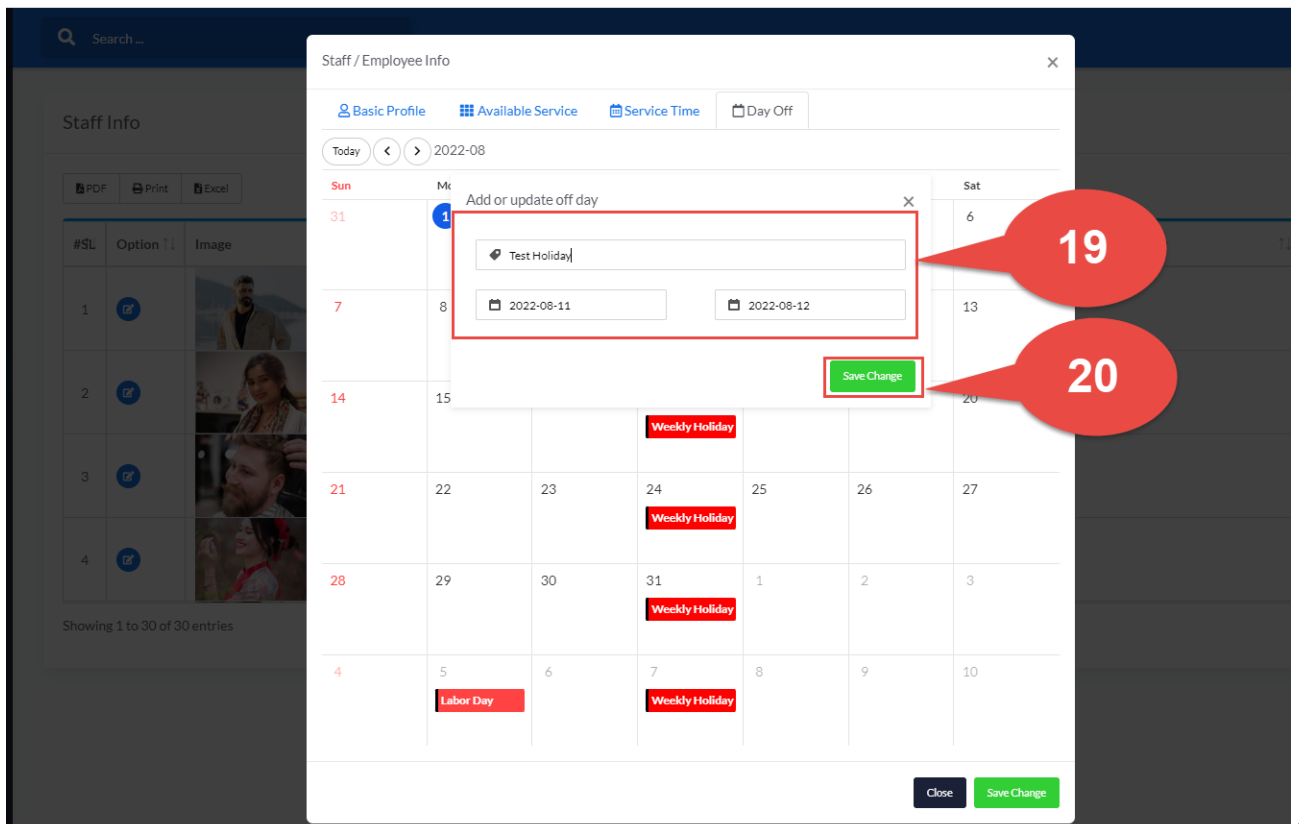 Search ...
Staff / Employee Info
Staff Info
Basic Profile Available Service Service Time Day Off
Today 2022-08
PDF Print Excel
Sun Sat
Add or update off day
31 1 6
#SL Option Image
Test Holiday
19
1
7 8 13
2022-08-11 2022-08-12
2
Save Change
20
14 15 20
Weekly Holiday
3
21 22 23 24 25 26 27
Weekly Holiday
4
28 29 30 31 1 2 3
Weekly Holiday
Showing 1 to 30 of 30 entries
4 5 6 7 8 9 10
Labor Day Weekly Holiday
Close Save Change